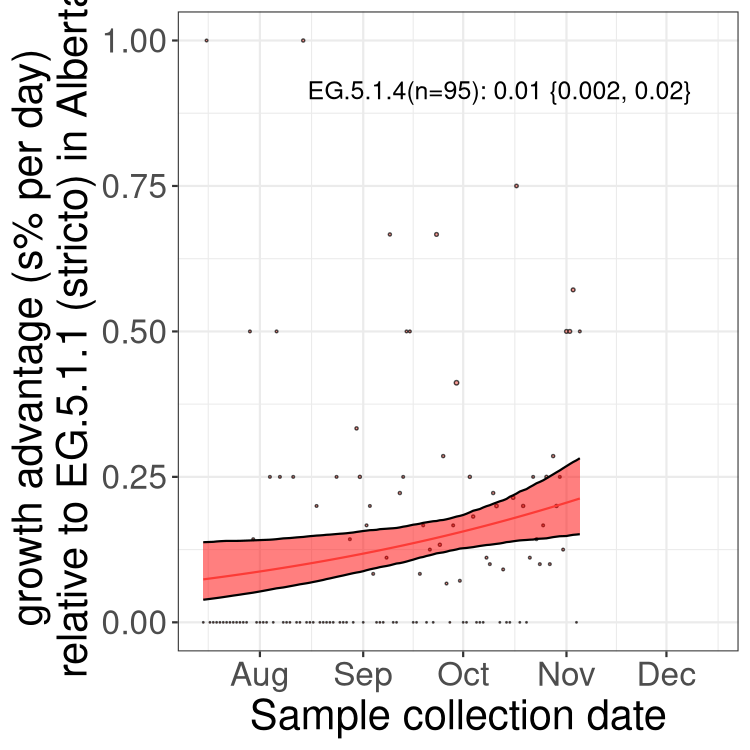 growth advantage (s% per day)
relative to EG.5.1.1 (stricto) in Alberta
1.00
0.75
0.50
0.25
0.00
EG.5.1.4(n=95): 0.01 {0.002, 0.02}
Aug Sep Oct Nov Dec
Sample collection date